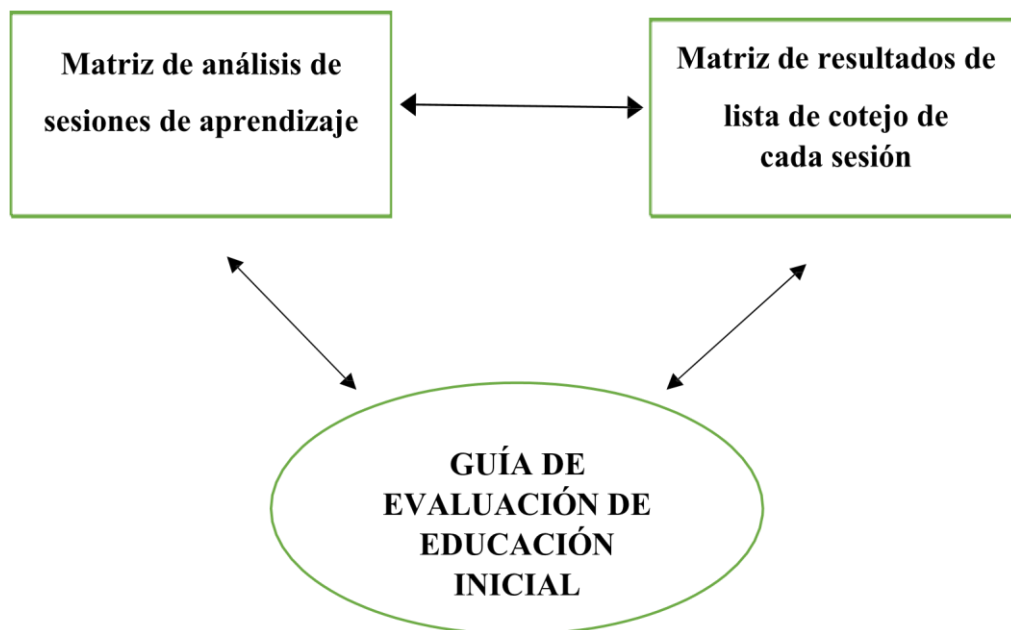 Matriz de análisis de
sesiones de aprendizaje
Matriz de resultados de
lista de cotejo de
cada sesión
GUÍA DE
EVALUACIÓN DE
EDUCACIÓN
INICIAL